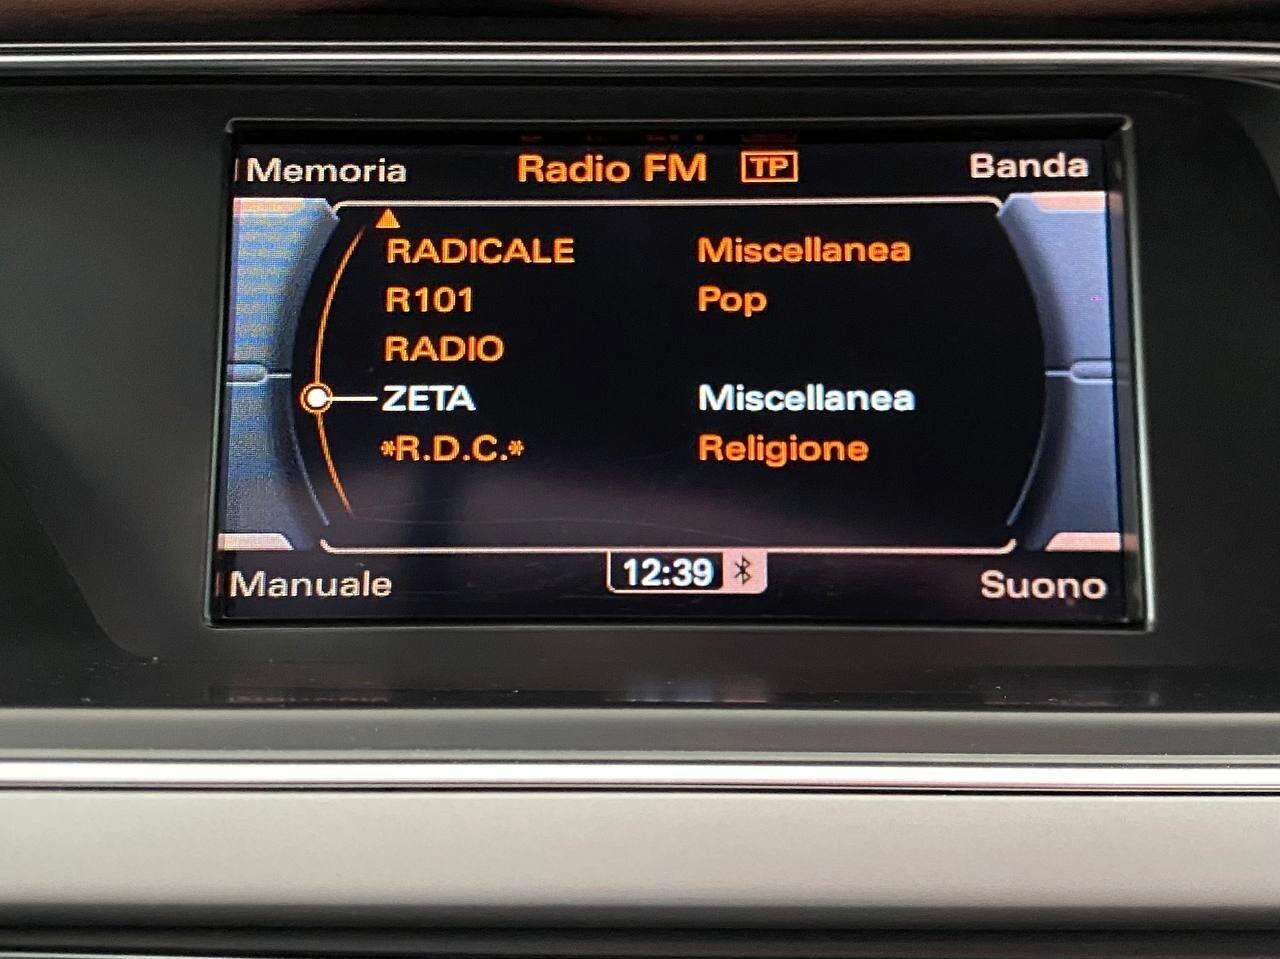 Memoria Radio FM TP Banda
RADICALE Miscellanea
R101 Pop
RADIO
ZETA Miscellanea
*R.D.C.* Religione
12:39
Manuale Suono